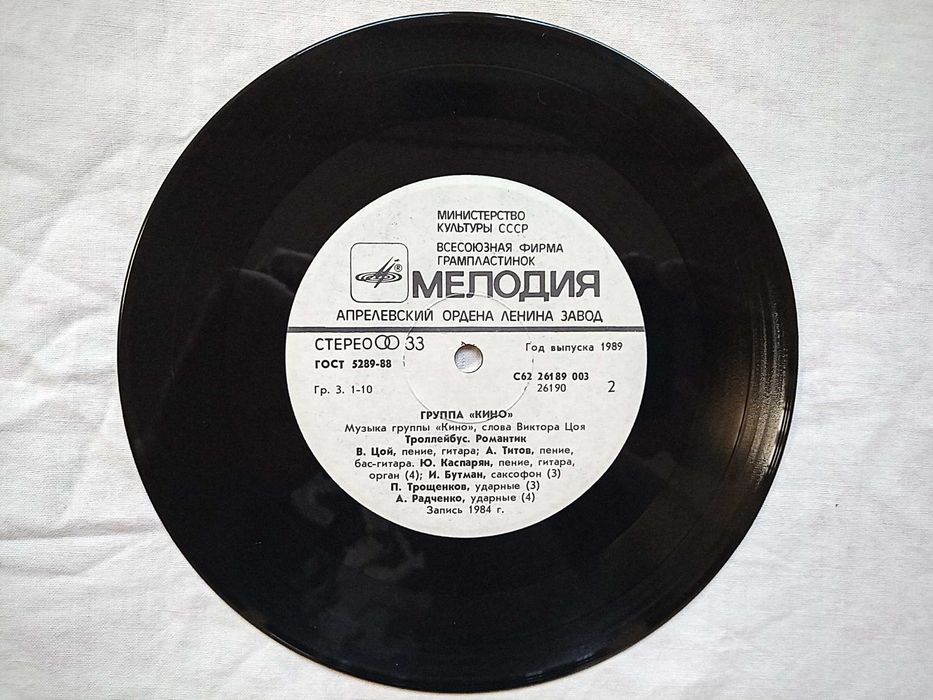 МИНИСТЕРСТВО
КУЛЬТУРЫ СССР
ВСЕСОЮЗНАЯ ФИРМА
ГРАМПЛАСТИНОК
®
МЕЛОДИЯ
АПРЕЛЕВСКИЙ ОРДЕНА ЛЕНИНА ЗАВОД
СТЕРЕО 33
Год выпуска 1989
ГОСТ 5289-88
С62 26189 003
Гр. 3. 1-10
26190
2
ГРУППА «КИНО»
Музыка группы «Кино», слова Виктора Цоя
Троллейбус. Романтик
В. Цой, пение, гитара; А. Титов, пение,
бас-гитара. Ю. Каспарян, пение, гитара,
орган (4); И. Бутман, саксофон (3)
П. Трощенков, ударные (3)
А. Радченко, ударные (4)
Запись 1984 г.